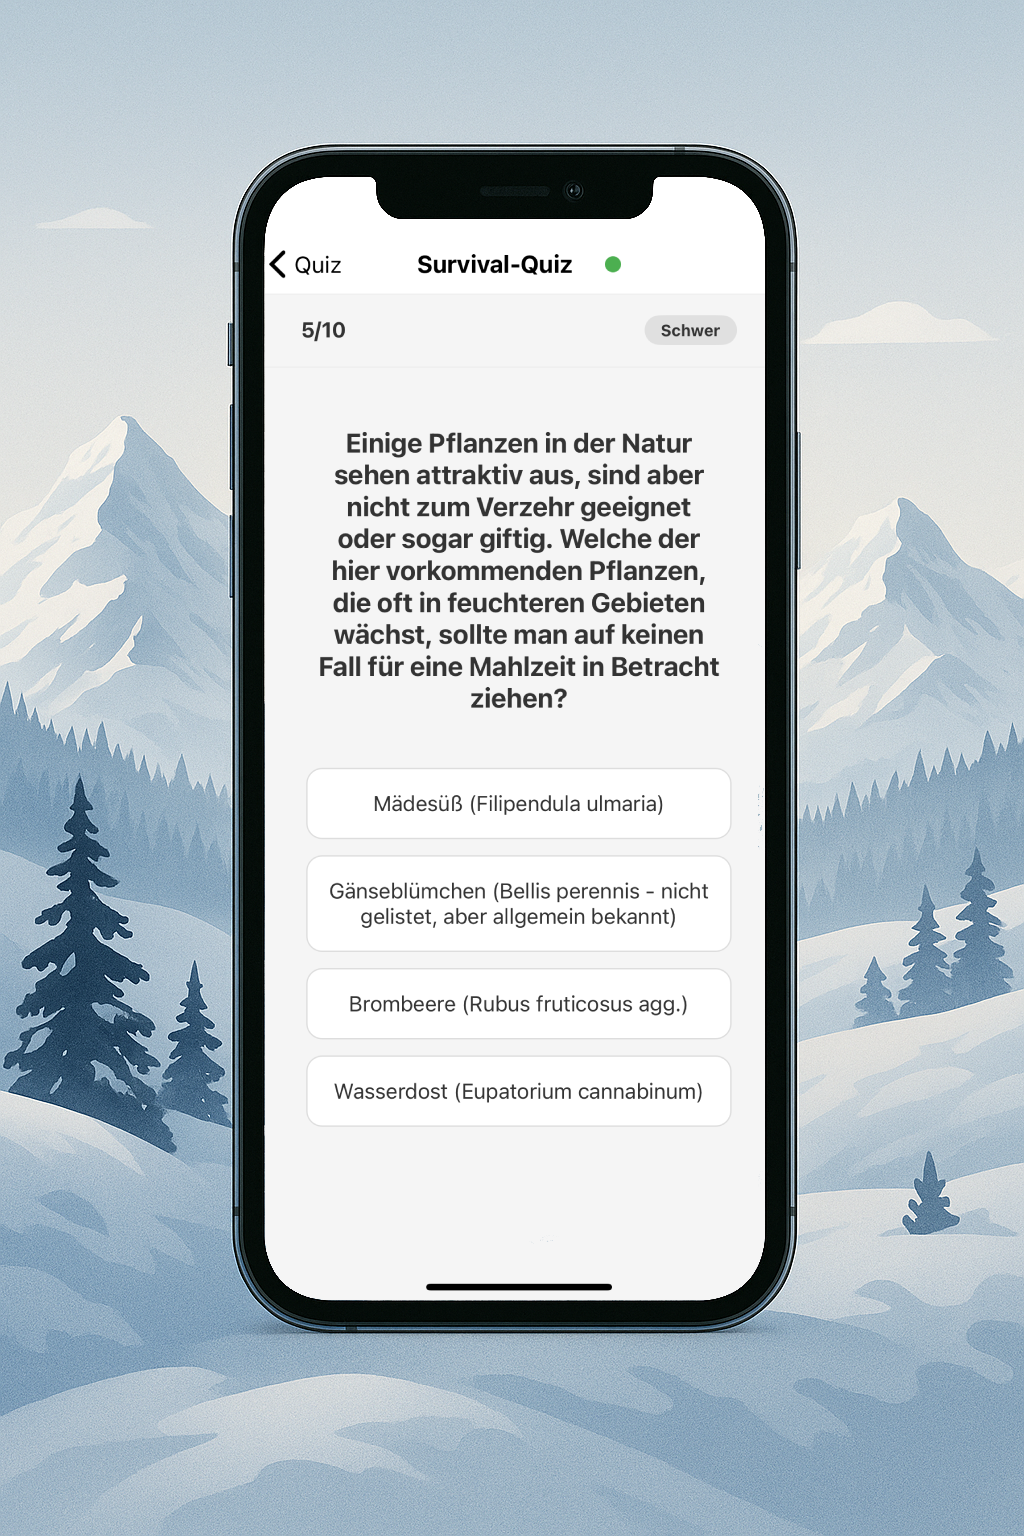 Quiz
Survival-Quiz
5/10
Schwer
Einige Pflanzen in der Natur
sehen attraktiv aus, sind aber
nicht zum Verzehr geeignet
oder sogar giftig. Welche der
hier vorkommenden Pflanzen,
die oft in feuchteren Gebieten
wächst, sollte man auf keinen
Fall für eine Mahlzeit in Betracht
ziehen?
Mädesüß (Filipendula ulmaria)
Gänseblümchen (Bellis perennis - nicht
gelistet, aber allgemein bekannt)
Brombeere (Rubus fruticosus agg.)
Wasserdost (Eupatorium cannabinum)